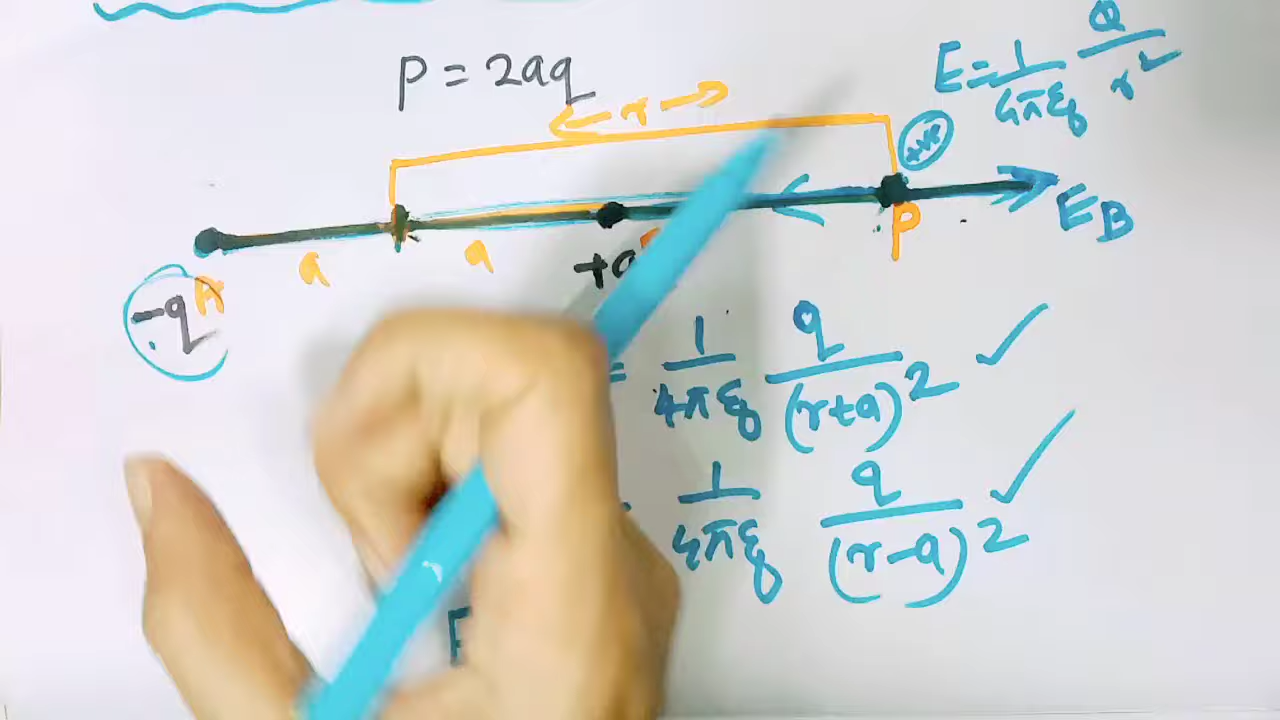 P = 2aq
E = 1/4πε₀ Q/r²
r
+ve
E_B
P
a
a
-q
A
= 1/4πε₀ q/(r+a)² ✓
1/4πε₀ q/(r-a)² ✓